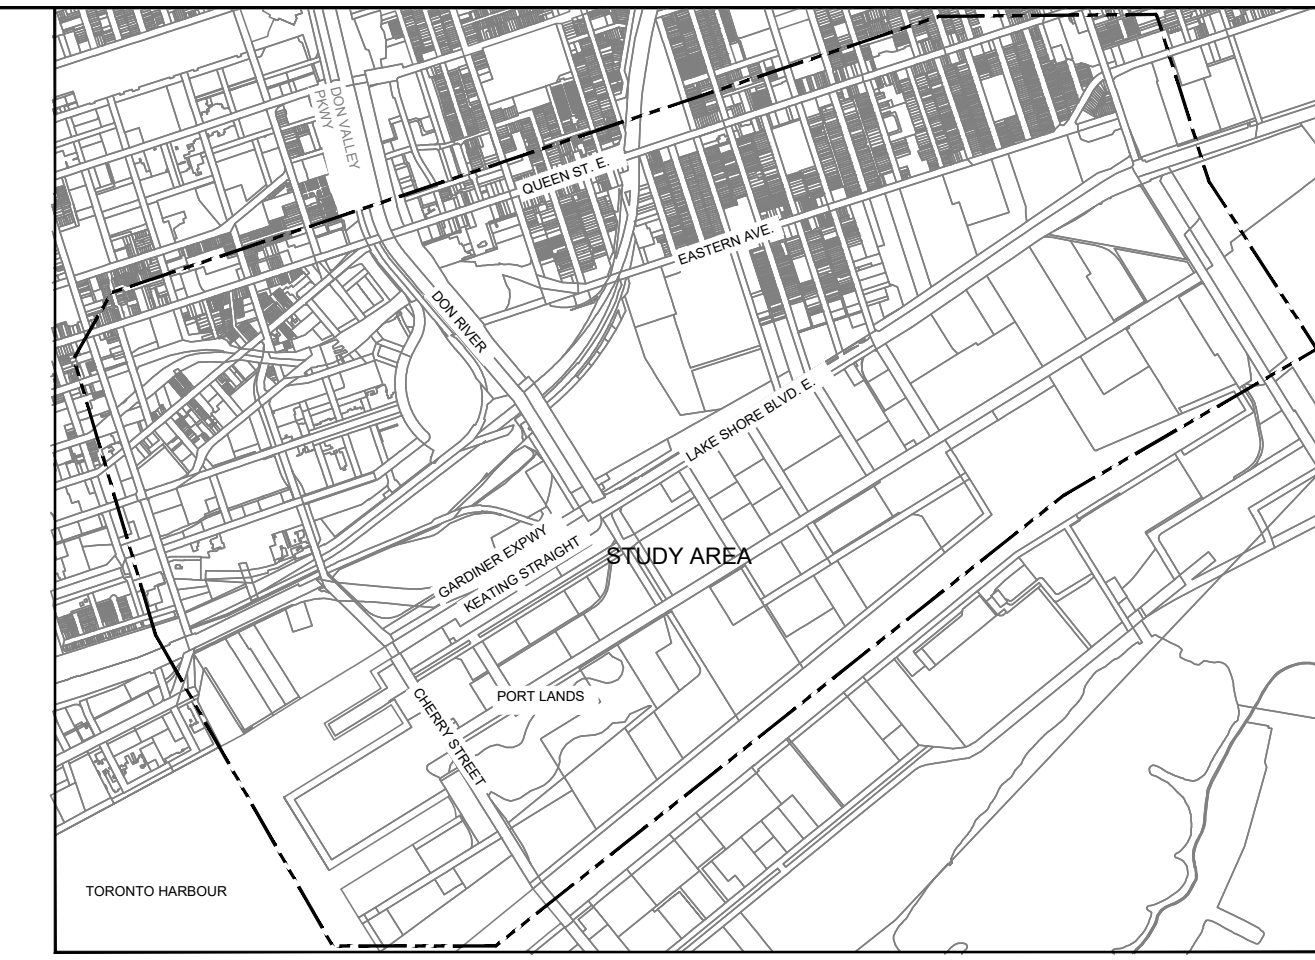 DON VALLEY
PKWY
QUEEN ST. E.
EASTERN AVE.
DON RIVER
LAKE SHORE BLVD. E.
GARDINER EXPWY
KEATING STRAIGHT
STUDY AREA
PORT LANDS
CHERRY STREET
TORONTO HARBOUR